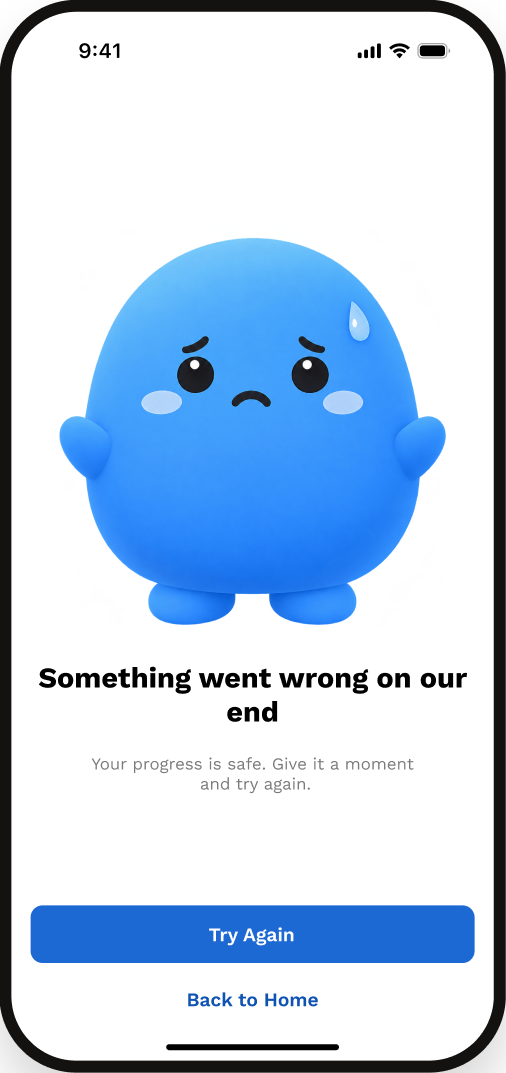 9:41
Something went wrong on our
end
Your progress is safe. Give it a moment
and try again.
Try Again
Back to Home